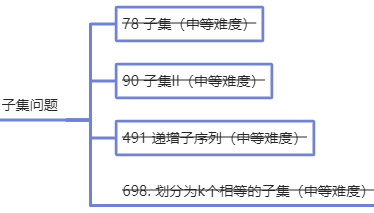 子集问题
78 子集（中等难度）
90 子集II（中等难度）
491 递增子序列（中等难度）
698. 划分为k个相等的子集（中等难度）